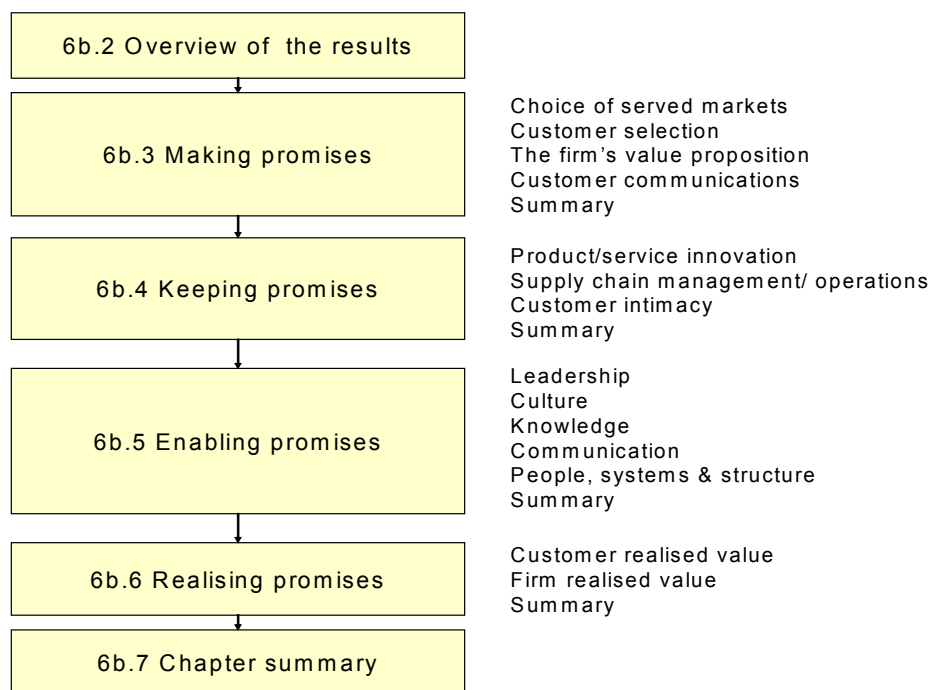 6b.2 Overview of the results
6b.3 Making promises
Choice of served markets
Customer selection
The firm's value proposition
Customer communications
Summary
6b.4 Keeping promises
Product/service innovation
Supply chain management/ operations
Customer intimacy
Summary
6b.5 Enabling promises
Leadership
Culture
Knowledge
Communication
People, systems & structure
Summary
6b.6 Realising promises
Customer realised value
Firm realised value
Summary
6b.7 Chapter summary